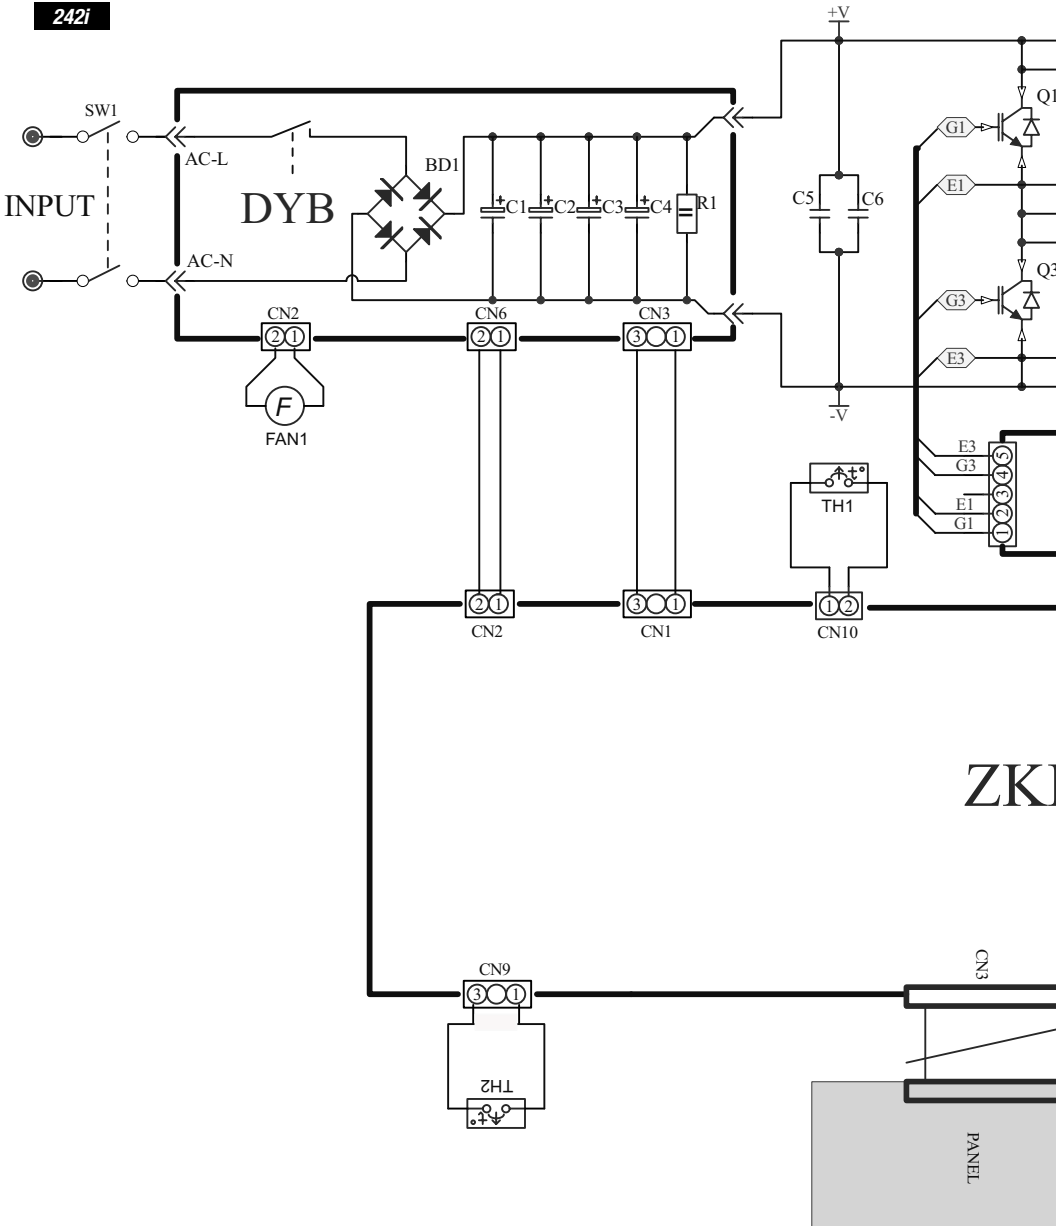 242i
+V
SW1
Q1
AC-L
BD1
G1
INPUT
DYB
+ C1
+ C2
+ C3
+ C4
R1
C5
C6
E1
AC-N
Q3
G3
CN2
CN6
CN3
2 1
2 1
3 1
E3
F
FAN1
-V
E3 5
G3 4
3
E1 2
G1 1
t°
TH1
2 1
3 1
1 2
CN2
CN1
CN10
CN3
CN9
3 1
TH2
t°
PANEL